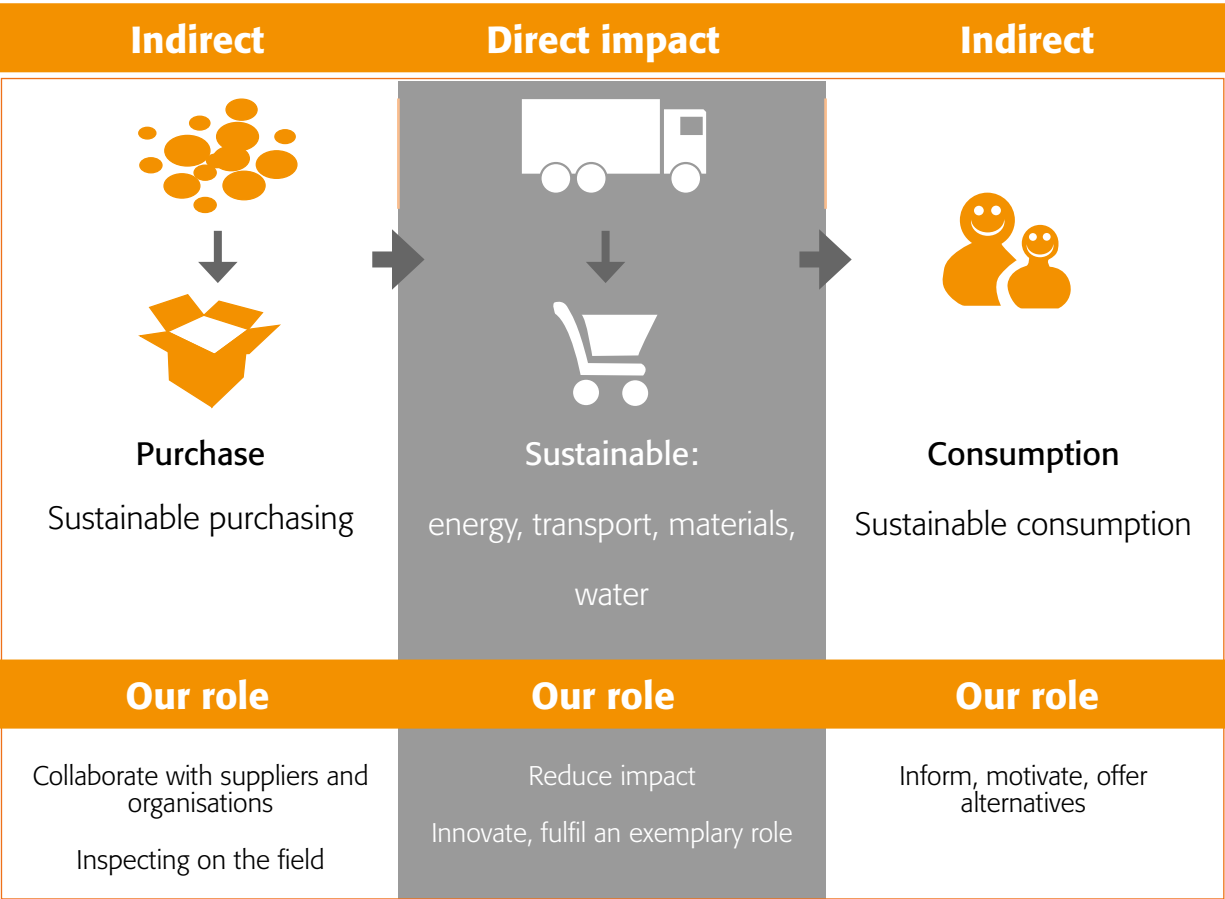 Indirect
Direct impact
Indirect
Purchase
Sustainable purchasing
Sustainable:
energy, transport, materials,
water
Consumption
Sustainable consumption
Our role
Our role
Our role
Collaborate with suppliers and
organisations
Inspecting on the field
Reduce impact
Innovate, fulfil an exemplary role
Inform, motivate, offer
alternatives